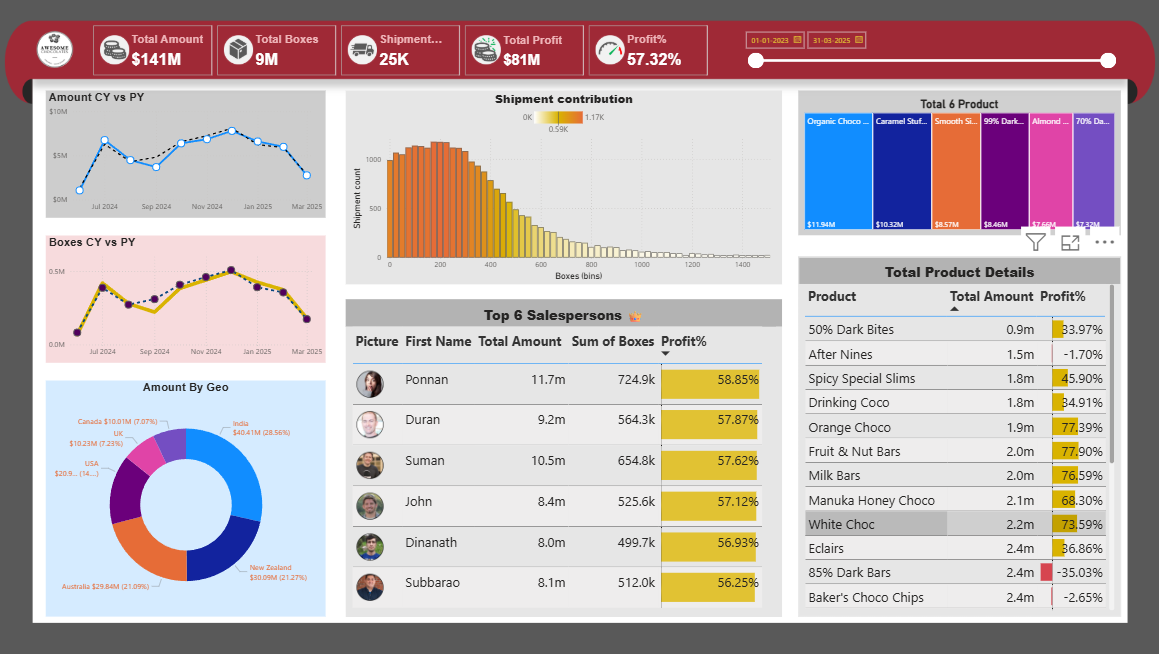 AWESOME
CHOCOLATES
Total Amount
$141M
Total Boxes
9M
Shipment...
25K
Total Profit
$81M
Profit%
57.32%
01-01-2023
31-03-2025
Amount CY vs PY
$10M
$5M
$0M
Jul 2024 Sep 2024 Nov 2024 Jan 2025 Mar 2025
Boxes CY vs PY
0.5M
0.0M
Jul 2024 Sep 2024 Nov 2024 Jan 2025 Mar 2025
Amount By Geo
Canada $10.01M (7.07%)
UK
$10.23M (7.23%)
USA
$20.9... (14....)
India
$40.41M (28.56%)
New Zealand
$30.09M (21.27%)
Australia $29.84M (21.09%)
Shipment contribution
0K 1.17K
0.59K
Shipment count
1000
500
0
0 200 400 600 800 1000 1200 1400
Boxes (bins)
Top 6 Salespersons
Picture First Name Total Amount Sum of Boxes Profit%
Ponnan 11.7m 724.9k 58.85%
Duran 9.2m 564.3k 57.87%
Suman 10.5m 654.8k 57.62%
John 8.4m 525.6k 57.12%
Dinanath 8.0m 499.7k 56.93%
Subbarao 8.1m 512.0k 56.25%
Total 6 Product
Organic Choco ... Caramel Stuf... Smooth Si... 99% Dark... Almond ... 70% Da...
$11.94M $10.32M $8.57M $8.46M $7.66M $7.32M
Total Product Details
Product Total Amount Profit%
50% Dark Bites 0.9m 33.97%
After Nines 1.5m -1.70%
Spicy Special Slims 1.8m 45.90%
Drinking Coco 1.8m 34.91%
Orange Choco 1.9m 77.39%
Fruit & Nut Bars 2.0m 77.90%
Milk Bars 2.0m 76.59%
Manuka Honey Choco 2.1m 68.30%
White Choc 2.2m 73.59%
Eclairs 2.4m 36.86%
85% Dark Bars 2.4m -35.03%
Baker's Choco Chips 2.4m -2.65%